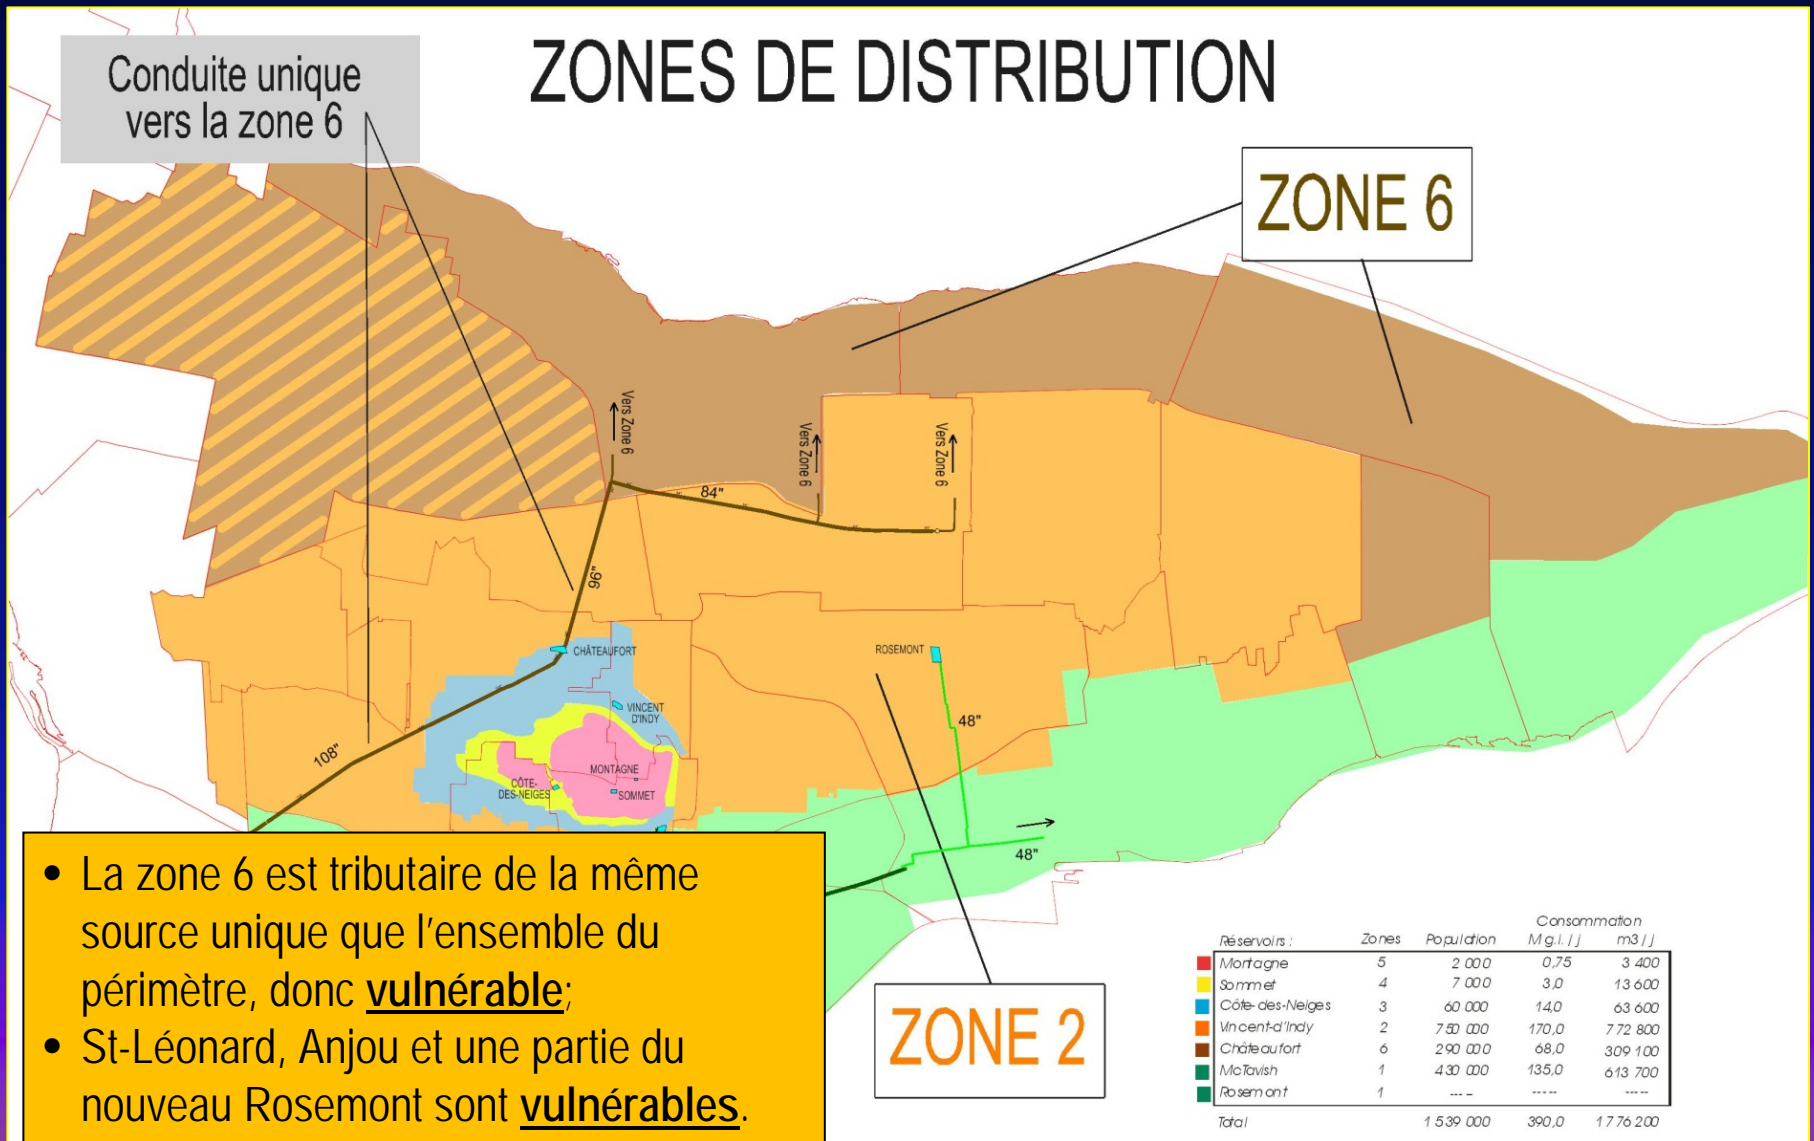 ZONES DE DISTRIBUTION
Conduite unique
vers la zone 6
ZONE 6
Vers Zone 6
Vers Zone 6
Vers Zone 6
84"
96"
CHÂTEAUFORT
ROSEMONT
VINCENT
D'INDY
48"
108"
MONTAGNE
CÔTE-
DES-NEIGES
SOMMET
48"
• La zone 6 est tributaire de la même
source unique que l'ensemble du
périmètre, donc vulnérable;
• St-Léonard, Anjou et une partie du
nouveau Rosemont sont vulnérables.
ZONE 2
Consommation
Réservoirs : Zones Population M g.i. / j m3 / j
Montagne 5 2 000 0,75 3 400
Sommet 4 7 000 3,0 13 600
Côte-des-Neiges 3 60 000 14,0 63 600
Vincent-d'Indy 2 750 000 170,0 772 800
Châteaufort 6 290 000 68,0 309 100
McTavish 1 430 000 135,0 613 700
Rosemont 1 ---- ---- ----
Total 1 539 000 390,0 1 776 200